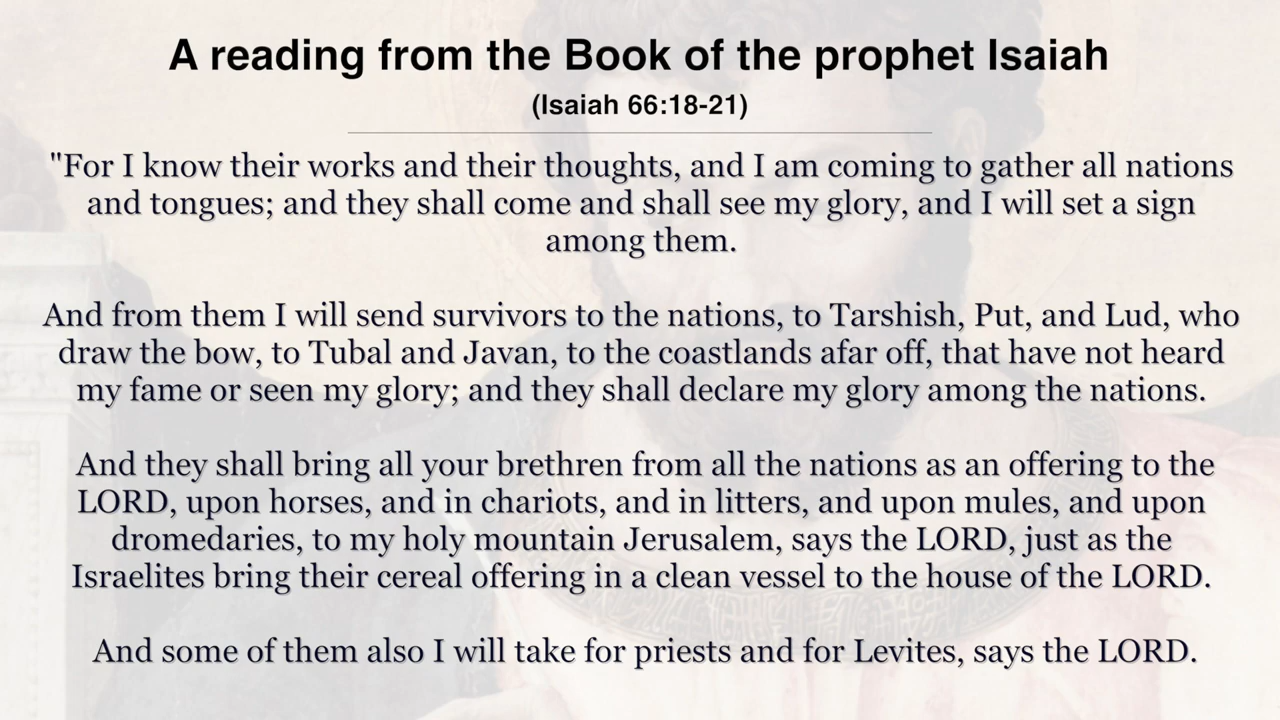 A reading from the Book of the prophet Isaiah
(Isaiah 66:18-21)
"For I know their works and their thoughts, and I am coming to gather all nations
and tongues; and they shall come and shall see my glory, and I will set a sign
among them.
And from them I will send survivors to the nations, to Tarshish, Put, and Lud, who
draw the bow, to Tubal and Javan, to the coastlands afar off, that have not heard
my fame or seen my glory; and they shall declare my glory among the nations.
And they shall bring all your brethren from all the nations as an offering to the
LORD, upon horses, and in chariots, and in litters, and upon mules, and upon
dromedaries, to my holy mountain Jerusalem, says the LORD, just as the
Israelites bring their cereal offering in a clean vessel to the house of the LORD.
And some of them also I will take for priests and for Levites, says the LORD.